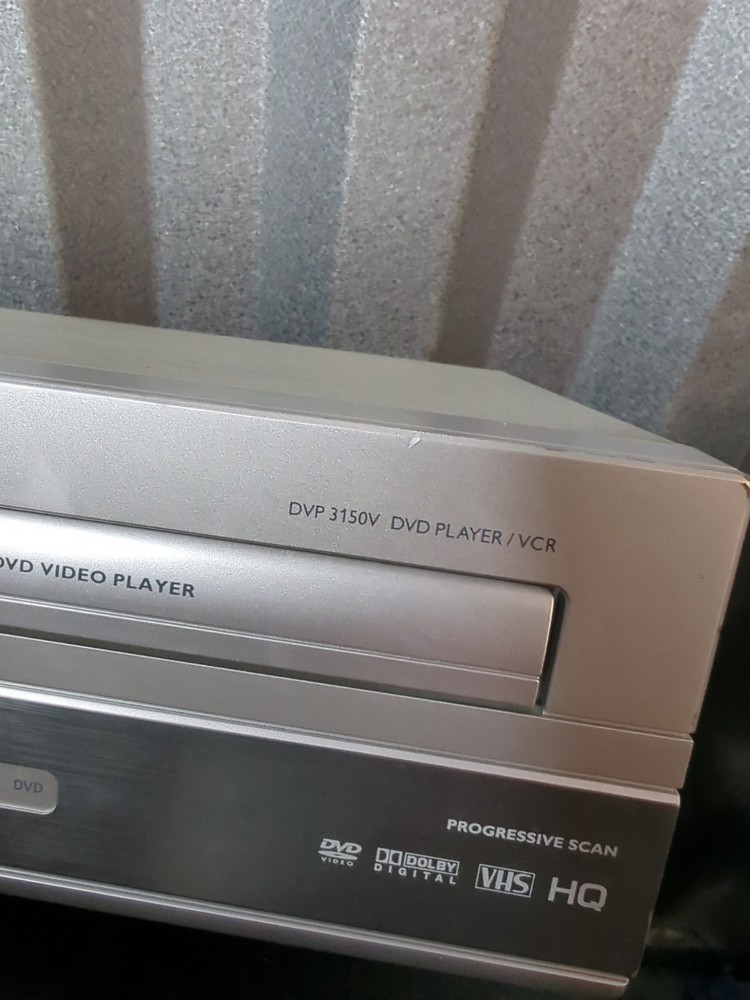 DVP 3150V DVD PLAYER / VCR
DVD VIDEO PLAYER
DVD
PROGRESSIVE SCAN
DVD VIDEO DOLBY DIGITAL VHS HQ